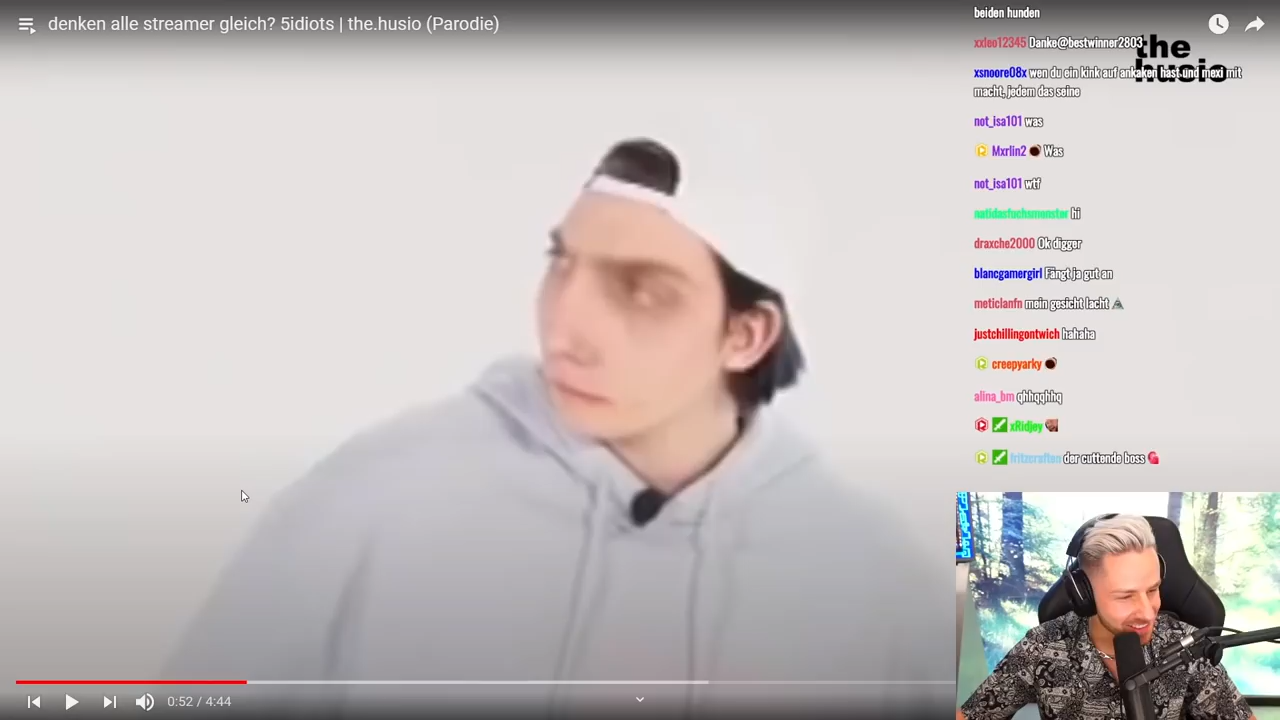 denken alle streamer gleich? 5idiots | the.husio (Parodie)
the
husio
beiden hunden
xxleo12345 Danke@bestwinner2803
xsnoore08x wen du ein kink auf ankaken hast und mexi mit
macht, jedem das seine
not_isa101 was
Mxrlin2 Was
not_isa101 wtf
natidasfuchsmonster hi
draxche2000 Ok digger
blancgamergirl Fängt ja gut an
meticlanfn mein gesicht lacht
justchillingontwich hahaha
creepyarky
alina_bm qhhqqhhq
xRidjey
fritzcraften der cuttende boss
0:52 / 4:44